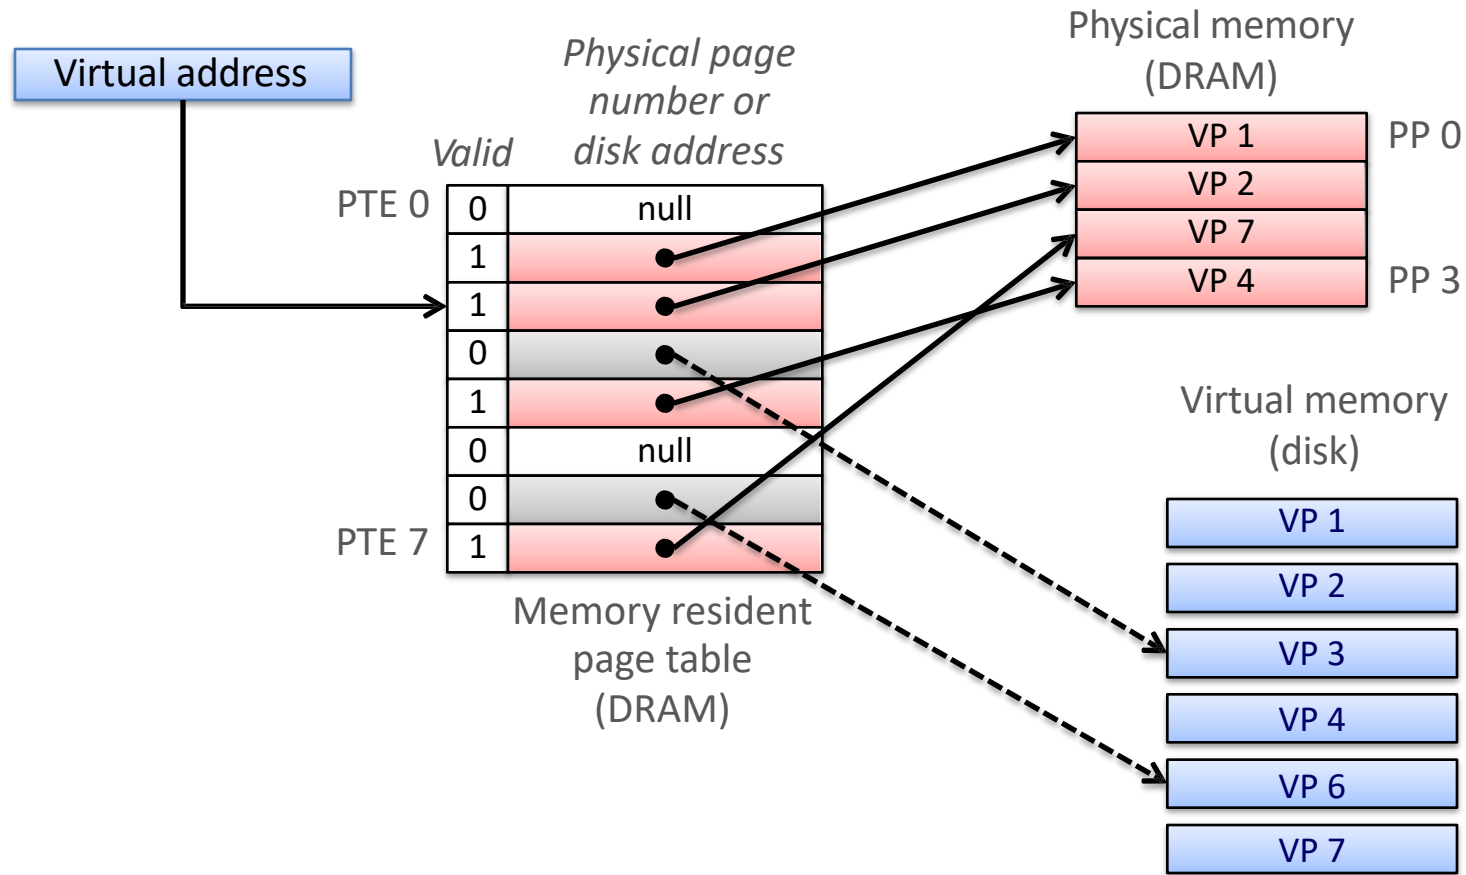 Virtual address
Physical page
number or
disk address
Valid
PTE 0
0
null
1
1
0
1
0
null
0
PTE 7
1
Memory resident
page table
(DRAM)
Physical memory
(DRAM)
VP 1
PP 0
VP 2
VP 7
VP 4
PP 3
Virtual memory
(disk)
VP 1
VP 2
VP 3
VP 4
VP 6
VP 7